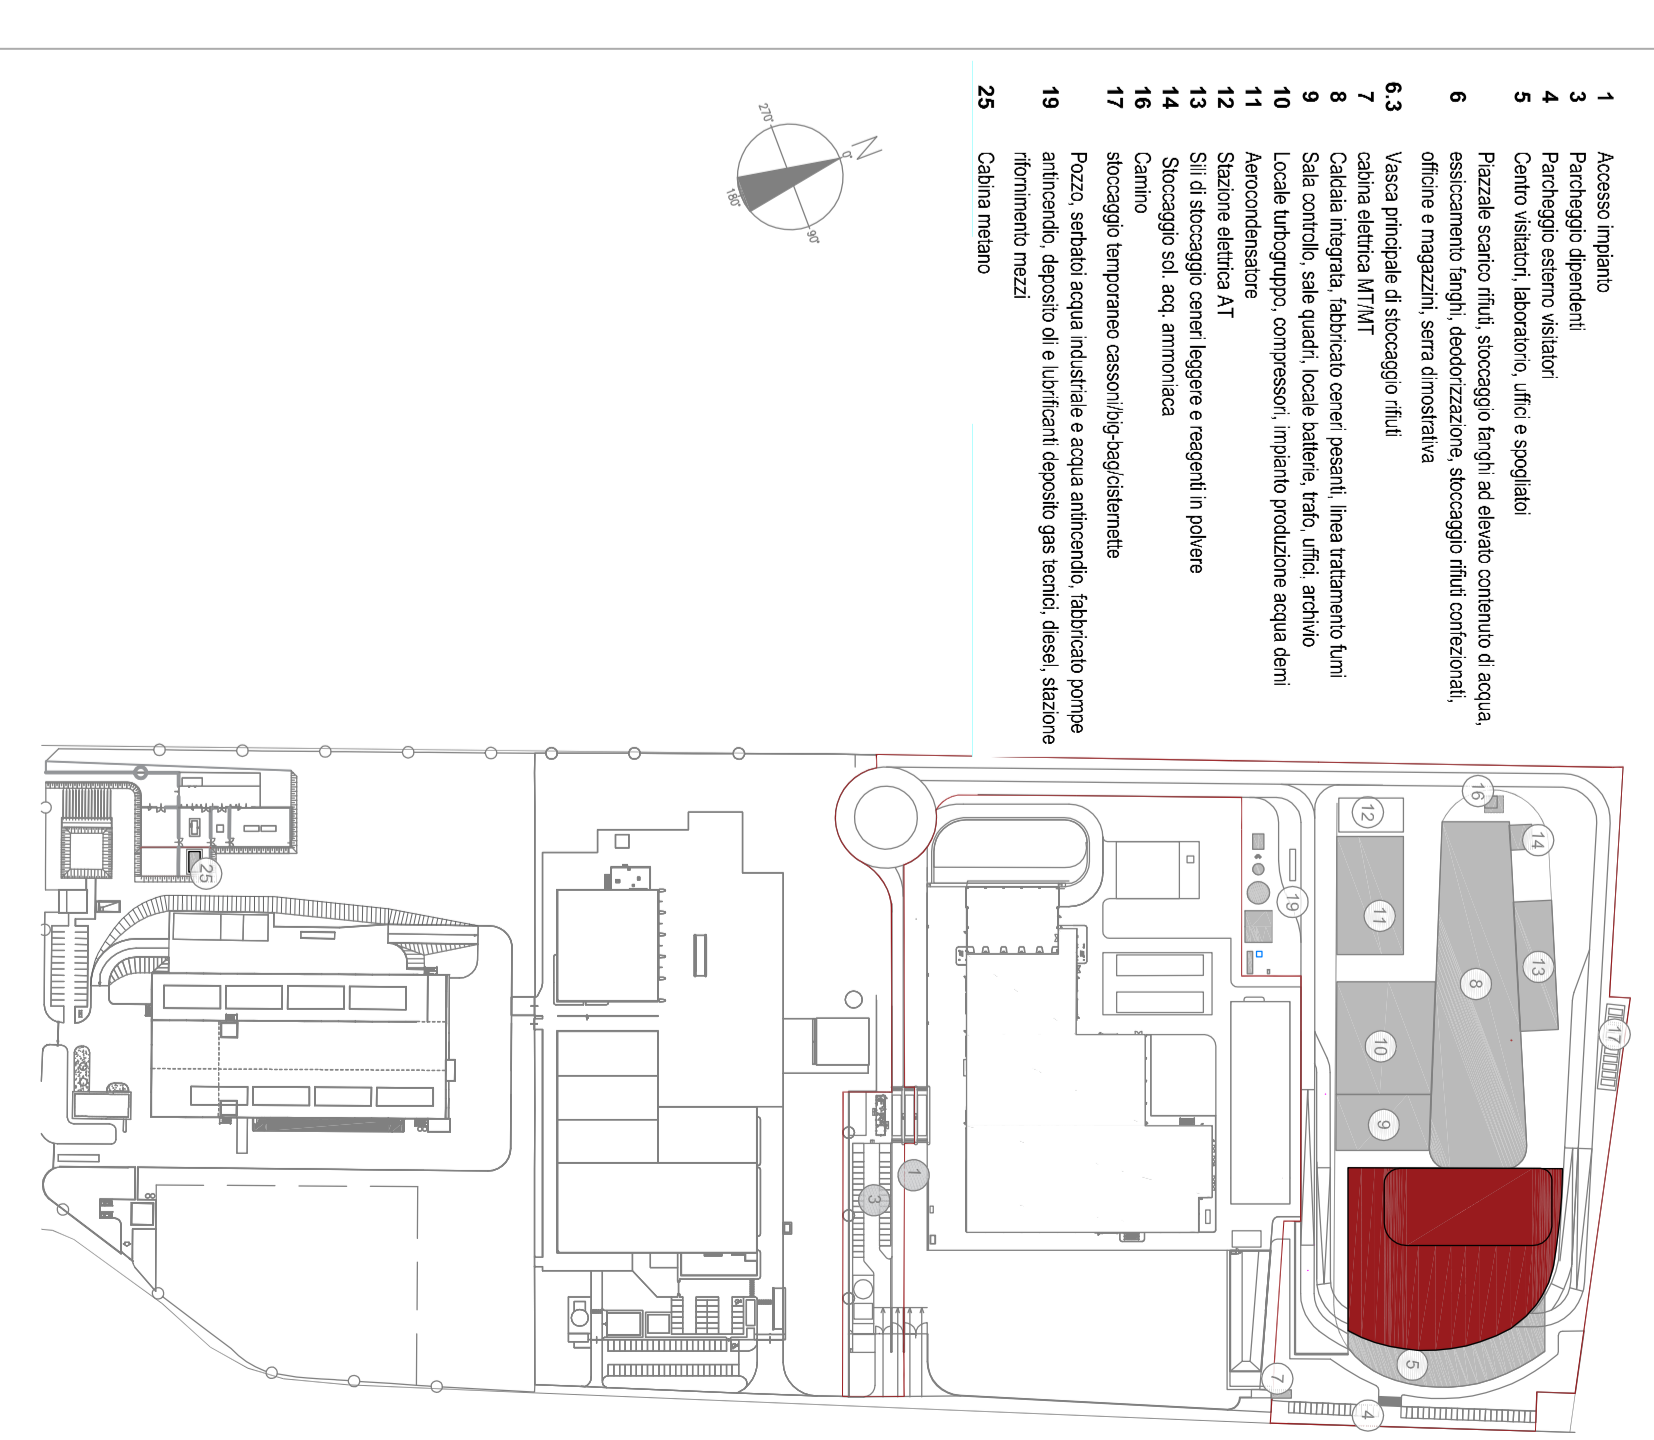 1 Accesso impianto
3 Parcheggio dipendenti
4 Parcheggio esterno visitatori
5 Centro visitatori, laboratorio, uffici e spogliatoi
6 Piazzale scarico rifiuti, stoccaggio fanghi ad elevato contenuto di acqua,
essiccamento fanghi, deodorizzazione, stoccaggio rifiuti confezionati,
officine e magazzini, serra dimostrativa
6.3 Vasca principale di stoccaggio rifiuti
7 cabina elettrica MT/MT
8 Caldaia integrata, fabbricato ceneri pesanti, linea trattamento fumi
9 Sala controllo, sale quadri, locale batterie, trafo, uffici, archivio
10 Locale turbogruppo, compressori, impianto produzione acqua demi
11 Aerocondensatore
12 Stazione elettrica AT
13 Sili di stoccaggio ceneri leggere e reagenti in polvere
14 Stoccaggio sol. acq. ammoniaca
16 Camino
17 stoccaggio temporaneo cassoni/big-bag/cisternette
19 Pozzo, serbatoi acqua industriale e acqua antincendio, fabbricato pompe
antincendio, deposito oli e lubrificanti deposito gas tecnici, diesel, stazione
rifornimento mezzi
25 Cabina metano
N
0°
90°
180°
270°
16
12
14
11
19
13
8
17
10
9
1
3
5
7
4
25